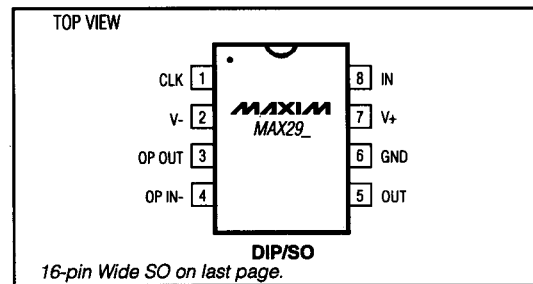 TOP VIEW
CLK 1
V- 2
OP OUT 3
OP IN- 4
MAXIM
MAX29_
8 IN
7 V+
6 GND
5 OUT
DIP/SO
16-pin Wide SO on last page.